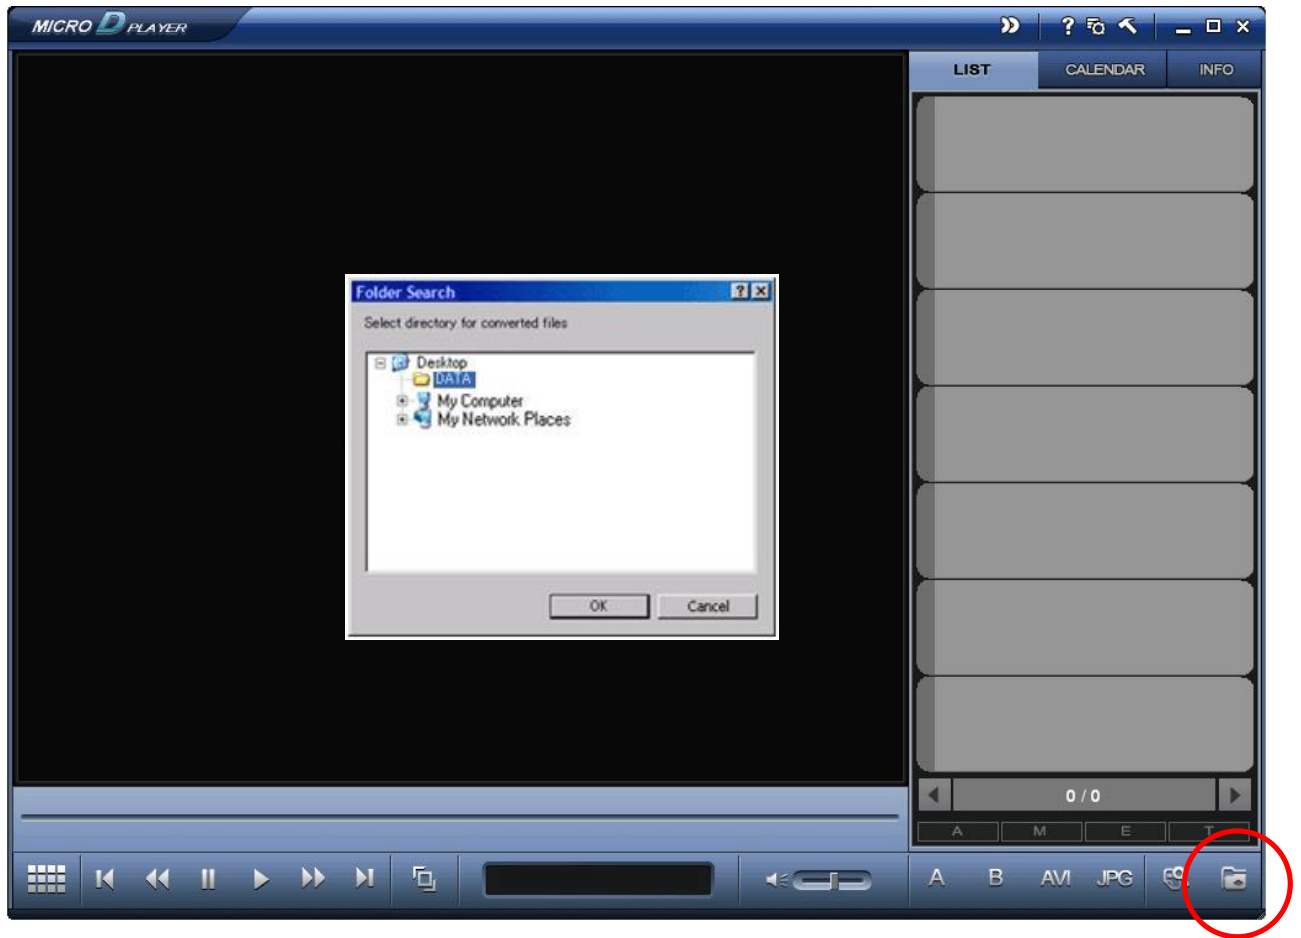 MICRO D PLAYER
?
LIST CALENDAR INFO
Folder Search
Select directory for converted files
Desktop
DATA
My Computer
My Network Places
OK Cancel
0 / 0
A M E T
A B AVI JPG